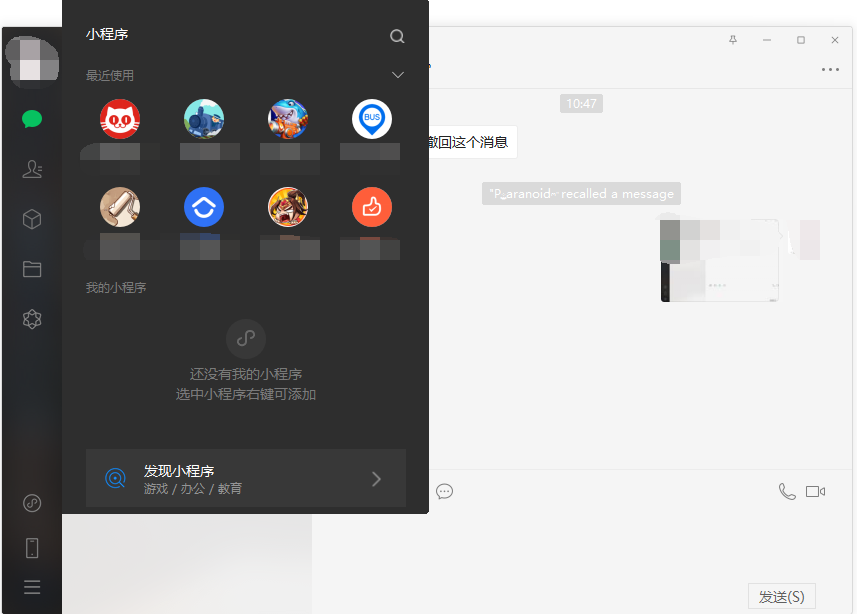 小程序
最近使用
BUS
我的小程序
还没有我的小程序
选中小程序右键可添加
发现小程序
游戏 / 办公 / 教育
10:47
撤回这个消息
"P_aranoid~ recalled a message
发送(S)